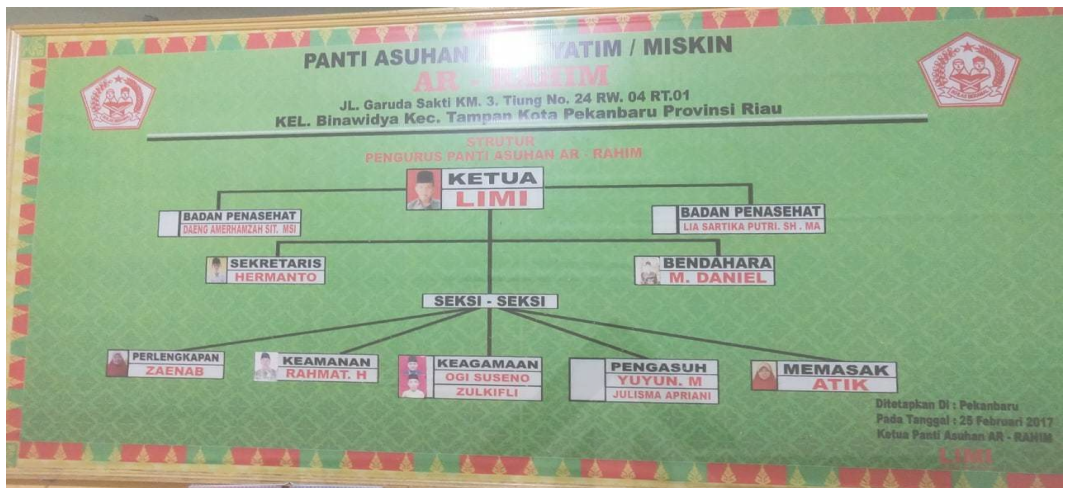 PANTI ASUHAN YATIM / MISKIN
AR - RAHIM
JL. Garuda Sakti KM. 3. Tiung No. 24 RW. 04 RT.01
KEL. Binawidya Kec. Tampan Kota Pekanbaru Provinsi Riau
STRUTUR
PENGURUS PANTI ASUHAN AR - RAHIM
KETUA
LIMI
BADAN PENASEHAT
DAENG AMERHAMZAH SIT. MSI
BADAN PENASEHAT
LIA SARTIKA PUTRI. SH . MA
SEKRETARIS
HERMANTO
BENDAHARA
M. DANIEL
SEKSI - SEKSI
PERLENGKAPAN
ZAENAB
KEAMANAN
RAHMAT. H
KEAGAMAAN
OGI SUSENO
ZULKIFLI
PENGASUH
YUYUN. M
JULISMA APRIANI
MEMASAK
ATIK
Ditetapkan Di : Pekanbaru
Pada Tanggal : 25 Februari 2017
Ketua Panti Asuhan AR - RAHIM
LIMI